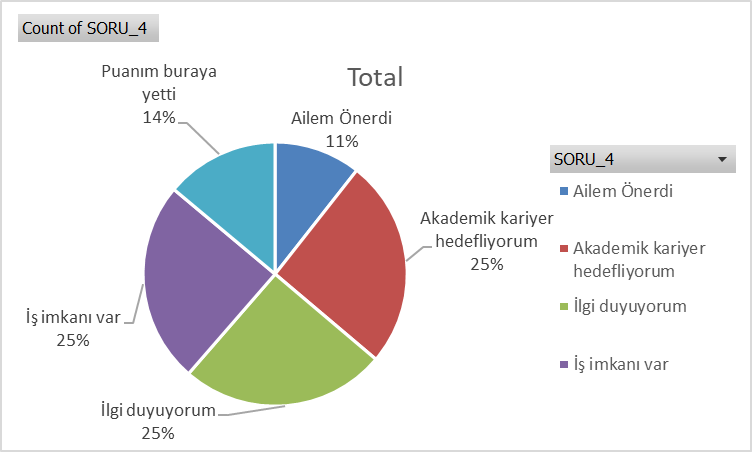 Count of SORU_4
Total
Puanım buraya
yetti
14%
Ailem Önerdi
11%
Akademik kariyer
hedefliyorum
25%
İlgi duyuyorum
25%
İş imkanı var
25%
SORU_4
Ailem Önerdi
Akademik kariyer
hedefliyorum
İlgi duyuyorum
İş imkanı var